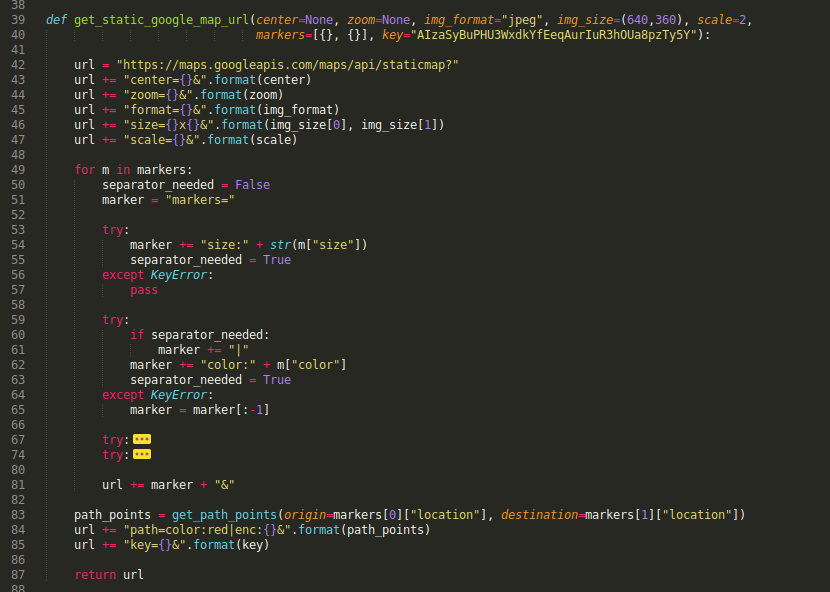 38
39 def get_static_google_map_url(center=None, zoom=None, img_format="jpeg", img_size=(640,360), scale=2,
40 markers=[{}, {}], key="AIzaSyBuPHU3WxdkYfEeqAurIuR3hOUa8pzTy5Y"):
41
42 url = "https://maps.googleapis.com/maps/api/staticmap?"
43 url += "center={}&".format(center)
44 url += "zoom={}&".format(zoom)
45 url += "format={}&".format(img_format)
46 url += "size={}x{}&".format(img_size[0], img_size[1])
47 url += "scale={}&".format(scale)
48
49 for m in markers:
50 separator_needed = False
51 marker = "markers="
52
53 try:
54 marker += "size:" + str(m["size"])
55 separator_needed = True
56 except KeyError:
57 pass
58
59 try:
60 if separator_needed:
61 marker += "|"
62 marker += "color:" + m["color"]
63 separator_needed = True
64 except KeyError:
65 marker = marker[:-1]
66
67 try:
74 try:
80
81 url += marker + "&"
82
83 path_points = get_path_points(origin=markers[0]["location"], destination=markers[1]["location"])
84 url += "path=color:red|enc:{}&".format(path_points)
85 url += "key={}&".format(key)
86
87 return url
88